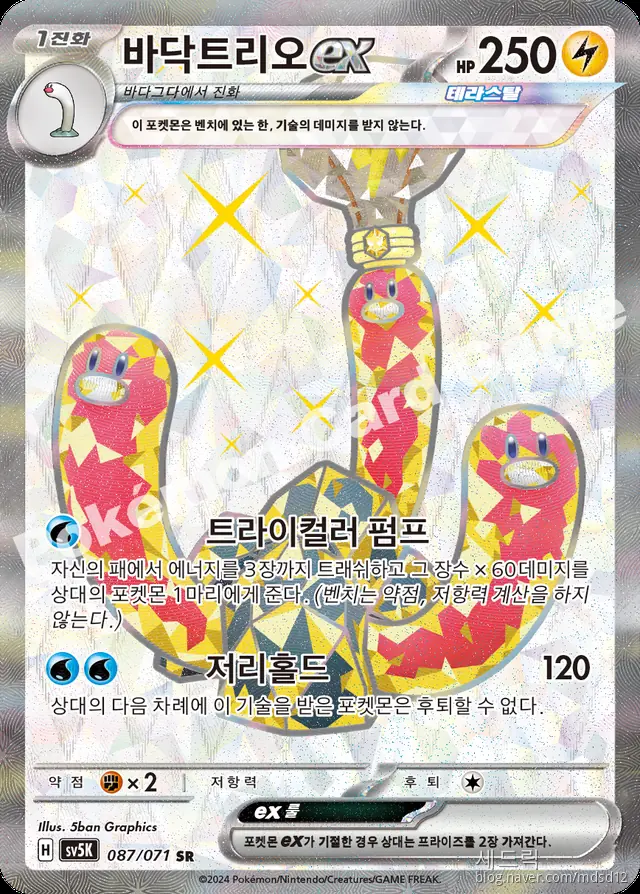 1진화
바닥트리오ex
HP 250
바다그다에서 진화
테라스탈
이 포켓몬은 벤치에 있는 한, 기술의 데미지를 받지 않는다.
Pokémon Card Game
트라이컬러 펌프
자신의 패에서 에너지를 3장까지 트래쉬하고 그 장수×60데미지를
상대의 포켓몬 1마리에게 준다. (벤치는 약점, 저항력 계산을 하지
않는다.)
저리홀드 120
상대의 다음 차례에 이 기술을 받은 포켓몬은 후퇴할 수 없다.
약점 ×2 저항력 후퇴
ex 룰
포켓몬 ex가 기절한 경우 상대는 프라이즈를 2장 가져간다.
Illus. 5ban Graphics
H sv5K 087/071 SR
©2024 Pokémon/Nintendo/Creatures/GAME FREAK.
세드릭
blog.naver.com/mdsd12